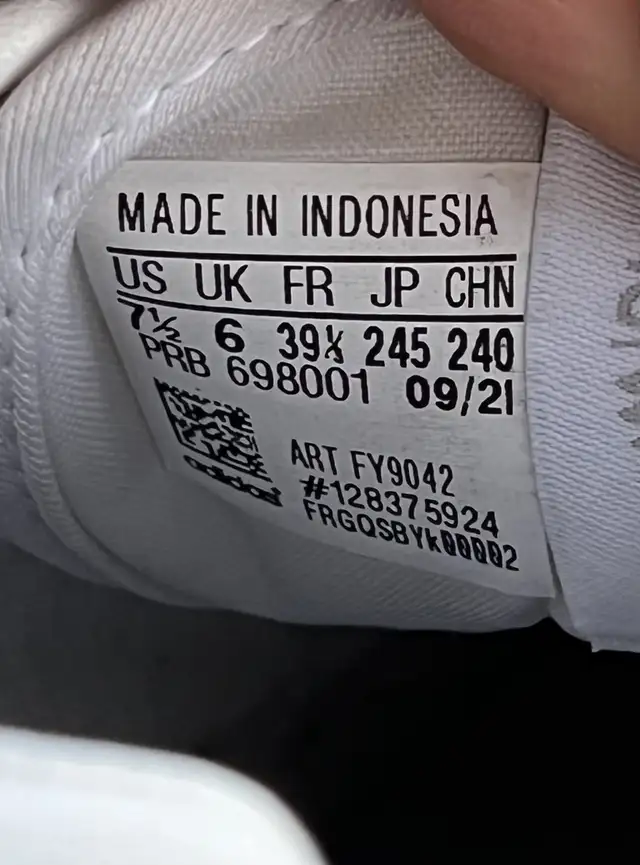 MADE IN INDONESIA
US UK FR JP CHN
7½ 6 39⅓ 245 240
PRB 698001 09/21
adidas
ART FY9042
#128375924
FRGQSBYk00002